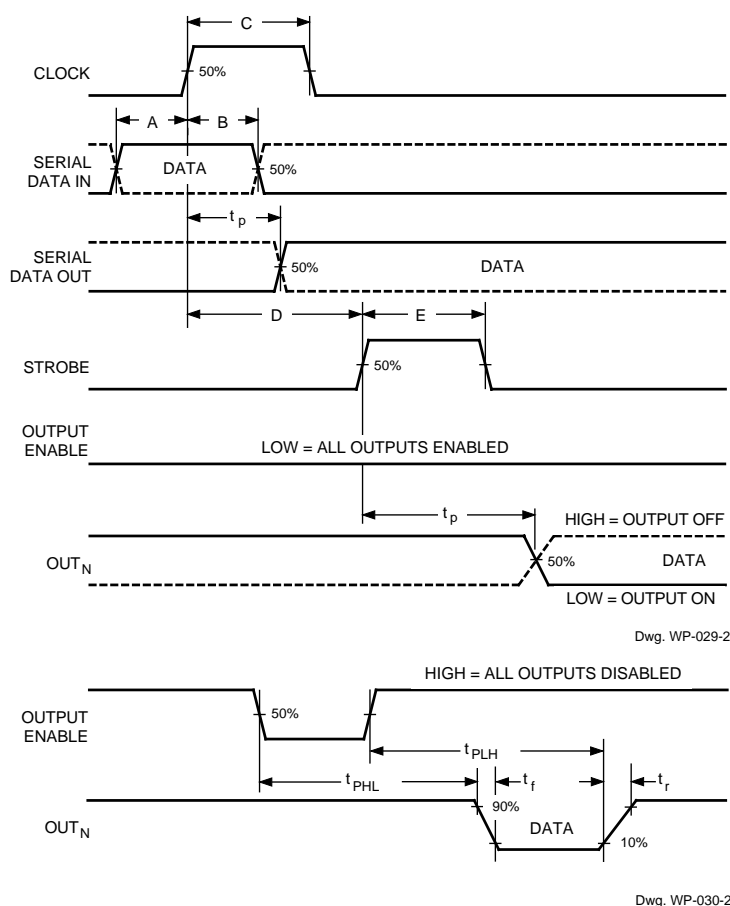 C
CLOCK
50%
A
B
SERIAL
DATA IN
DATA
50%
t p
SERIAL
DATA OUT
50%
DATA
D
E
STROBE
50%
OUTPUT
ENABLE
LOW = ALL OUTPUTS ENABLED
t p
HIGH = OUTPUT OFF
OUT N
50%
DATA
LOW = OUTPUT ON
Dwg. WP-029-2
HIGH = ALL OUTPUTS DISABLED
OUTPUT
ENABLE
50%
t PLH
t PHL
t f
t r
OUT N
90%
DATA
10%
Dwg. WP-030-2